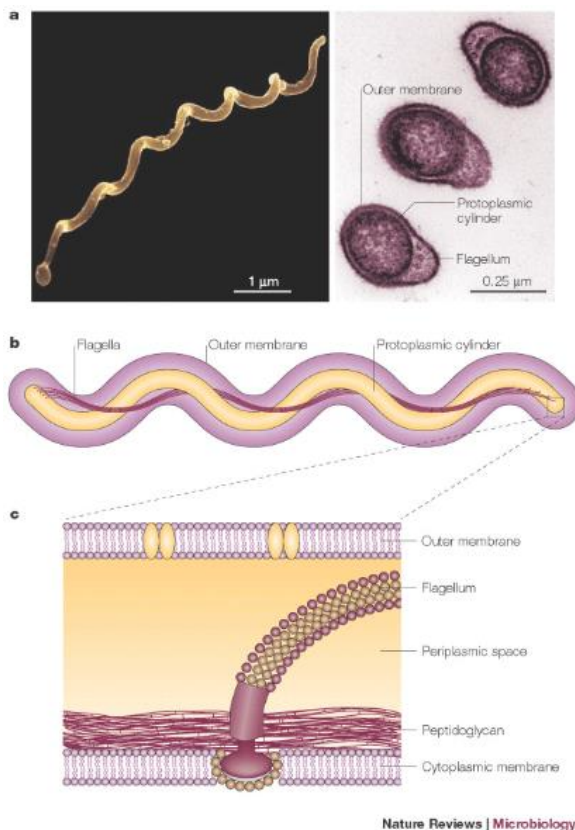 a
Outer membrane
Protoplasmic
cylinder
Flagellum
1 μm
0.25 μm
b
Flagella
Outer membrane
Protoplasmic cylinder
c
Outer membrane
Flagellum
Periplasmic space
Peptidoglycan
Cytoplasmic membrane
Nature Reviews | Microbiology